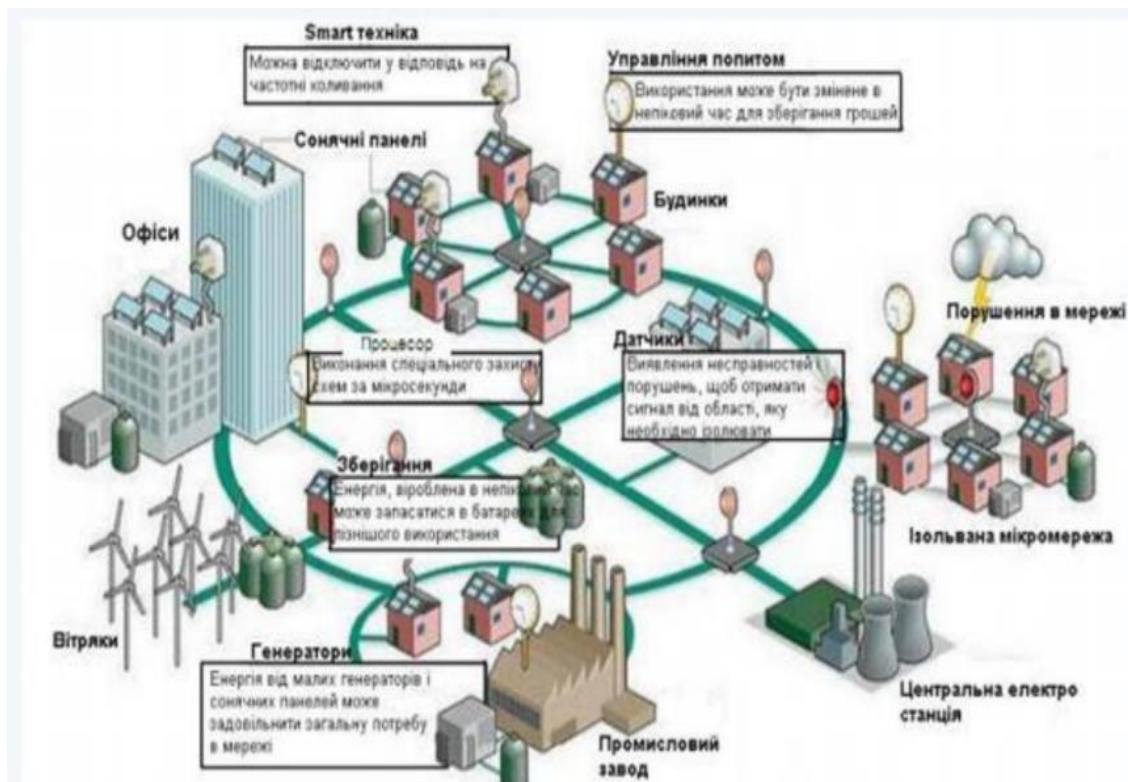 Smart техніка
Можна відключити у відповідь на
частотні коливання
Управління попитом
Використання може бути змінене в
непіковий час для зберігання грошей
Сонячні панелі
Будинки
Офіси
Порушення в мережі
Процесор
Виконання спеціального захисту
схем за мікросекунди
Датчики
Виявлення несправностей і
порушень, щоб отримати
сигнал від області, яку
необхідно ізолювати
Зберігання
Енергія, вироблена в непіковий час
може запасатися в батареях для
пізнішого використання
Ізольвана мікромережа
Вітряки
Генератори
Енергія від малих генераторів і
сонячних панелей може
задовільнити загальну потребу
в мережі
Промисловий
завод
Центральна електро
станція